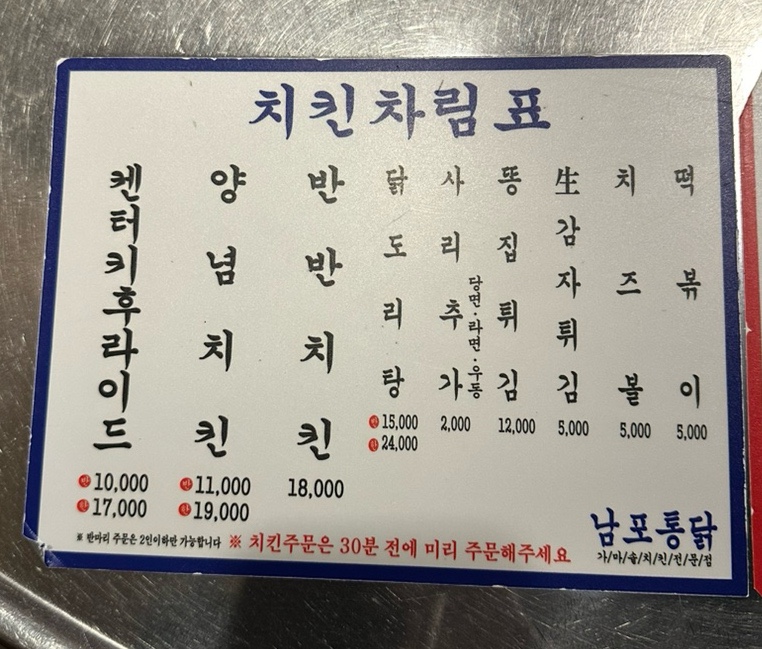 치킨차림표
켄터키후라이드
반 10,000
한 17,000
양념치킨
반 11,000
한 19,000
반반치킨
18,000
닭도리탕
반 15,000
한 24,000
사리추가
당면·라면·우동
2,000
똥집튀김
12,000
生감자튀김
5,000
치즈볼
5,000
떡볶이
5,000
※ 반마리 주문은 2인이하만 가능합니다
※ 치킨주문은 30분 전에 미리 주문해주세요
남포통닭
가/마/솥/치/킨/전/문/점